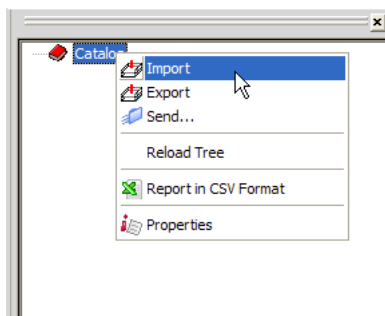 Catalog
Import
Export
Send...
Reload Tree
Report in CSV Format
Properties